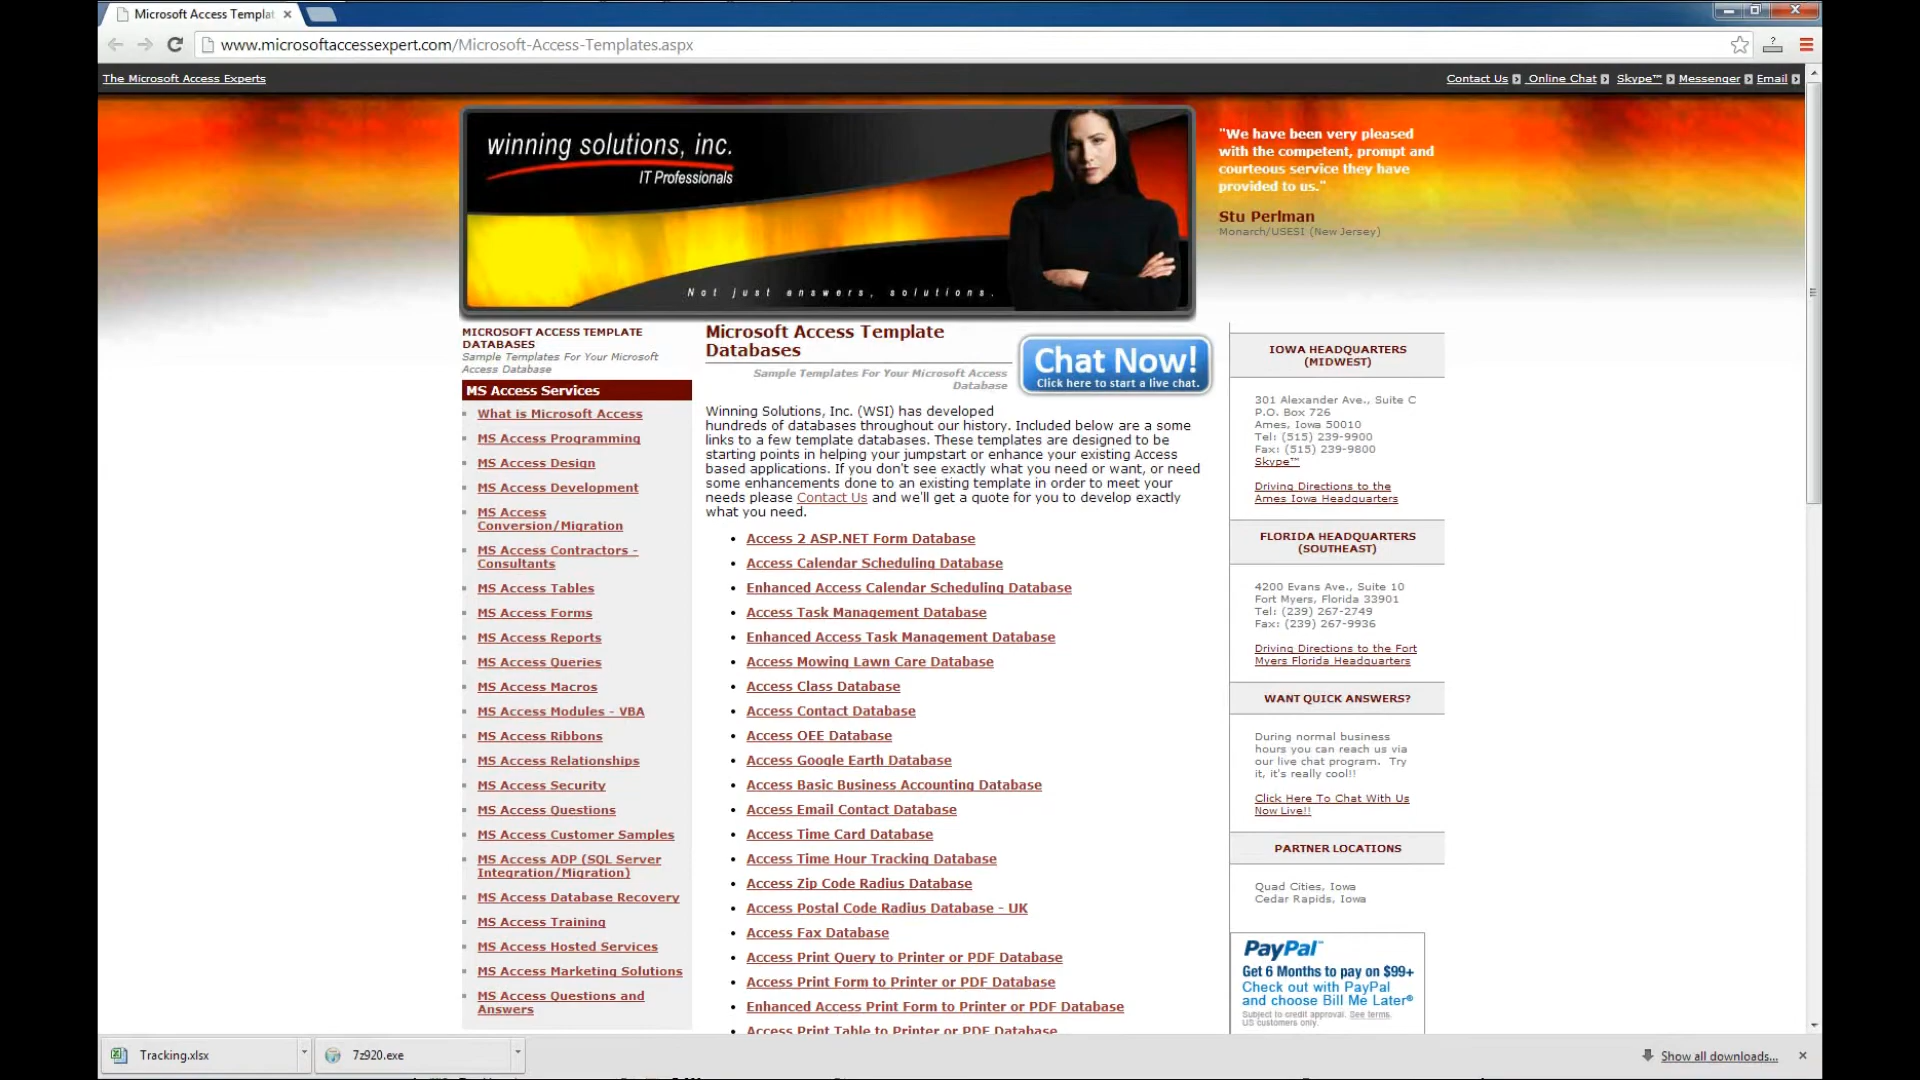 Microsoft Access Templat
www.microsoftaccessexpert.com/Microsoft-Access-Templates.aspx
The Microsoft Access Experts
Contact Us Online Chat Skype™ Messenger Email
winning solutions, inc.
IT Professionals
Not just answers, solutions.
"We have been very pleased
with the competent, prompt and
courteous service they have
provided to us."
Stu Perlman
Monarch/USESI (New Jersey)
MICROSOFT ACCESS TEMPLATE
DATABASES
Sample Templates For Your Microsoft
Access Database
MS Access Services
What is Microsoft Access
MS Access Programming
MS Access Design
MS Access Development
MS Access
Conversion/Migration
MS Access Contractors -
Consultants
MS Access Tables
MS Access Forms
MS Access Reports
MS Access Queries
MS Access Macros
MS Access Modules - VBA
MS Access Ribbons
MS Access Relationships
MS Access Security
MS Access Questions
MS Access Customer Samples
MS Access ADP (SQL Server
Integration/Migration)
MS Access Database Recovery
MS Access Training
MS Access Hosted Services
MS Access Marketing Solutions
MS Access Questions and
Answers
Microsoft Access Template
Databases
Sample Templates For Your Microsoft Access
Database
Chat Now!
Click here to start a live chat.
Winning Solutions, Inc. (WSI) has developed
hundreds of databases throughout our history. Included below are a some
links to a few template databases. These templates are designed to be
starting points in helping your jumpstart or enhance your existing Access
based applications. If you don't see exactly what you need or want, or need
some enhancements done to an existing template in order to meet your
needs please Contact Us and we'll get a quote for you to develop exactly
what you need.
Access 2 ASP.NET Form Database
Access Calendar Scheduling Database
Enhanced Access Calendar Scheduling Database
Access Task Management Database
Enhanced Access Task Management Database
Access Mowing Lawn Care Database
Access Class Database
Access Contact Database
Access OEE Database
Access Google Earth Database
Access Basic Business Accounting Database
Access Email Contact Database
Access Time Card Database
Access Time Hour Tracking Database
Access Zip Code Radius Database
Access Postal Code Radius Database - UK
Access Fax Database
Access Print Query to Printer or PDF Database
Access Print Form to Printer or PDF Database
Enhanced Access Print Form to Printer or PDF Database
Access Print Table to Printer or PDF Database
IOWA HEADQUARTERS
(MIDWEST)
301 Alexander Ave., Suite C
P.O. Box 726
Ames, Iowa 50010
Tel: (515) 239-9900
Fax: (515) 239-9800
Skype™
Driving Directions to the
Ames Iowa Headquarters
FLORIDA HEADQUARTERS
(SOUTHEAST)
4200 Evans Ave., Suite 10
Fort Myers, Florida 33901
Tel: (239) 267-2749
Fax: (239) 267-9936
Driving Directions to the Fort
Myers Florida Headquarters
WANT QUICK ANSWERS?
During normal business
hours you can reach us via
our live chat program. Try
it, it's really cool!!
Click Here To Chat With Us
Now Live!!
PARTNER LOCATIONS
Quad Cities, Iowa
Cedar Rapids, Iowa
PayPal™
Get 6 Months to pay on $99+
Check out with PayPal
and choose Bill Me Later®
Subject to credit approval. See terms.
US customers only.
Tracking.xlsx
7z920.exe
Show all downloads...